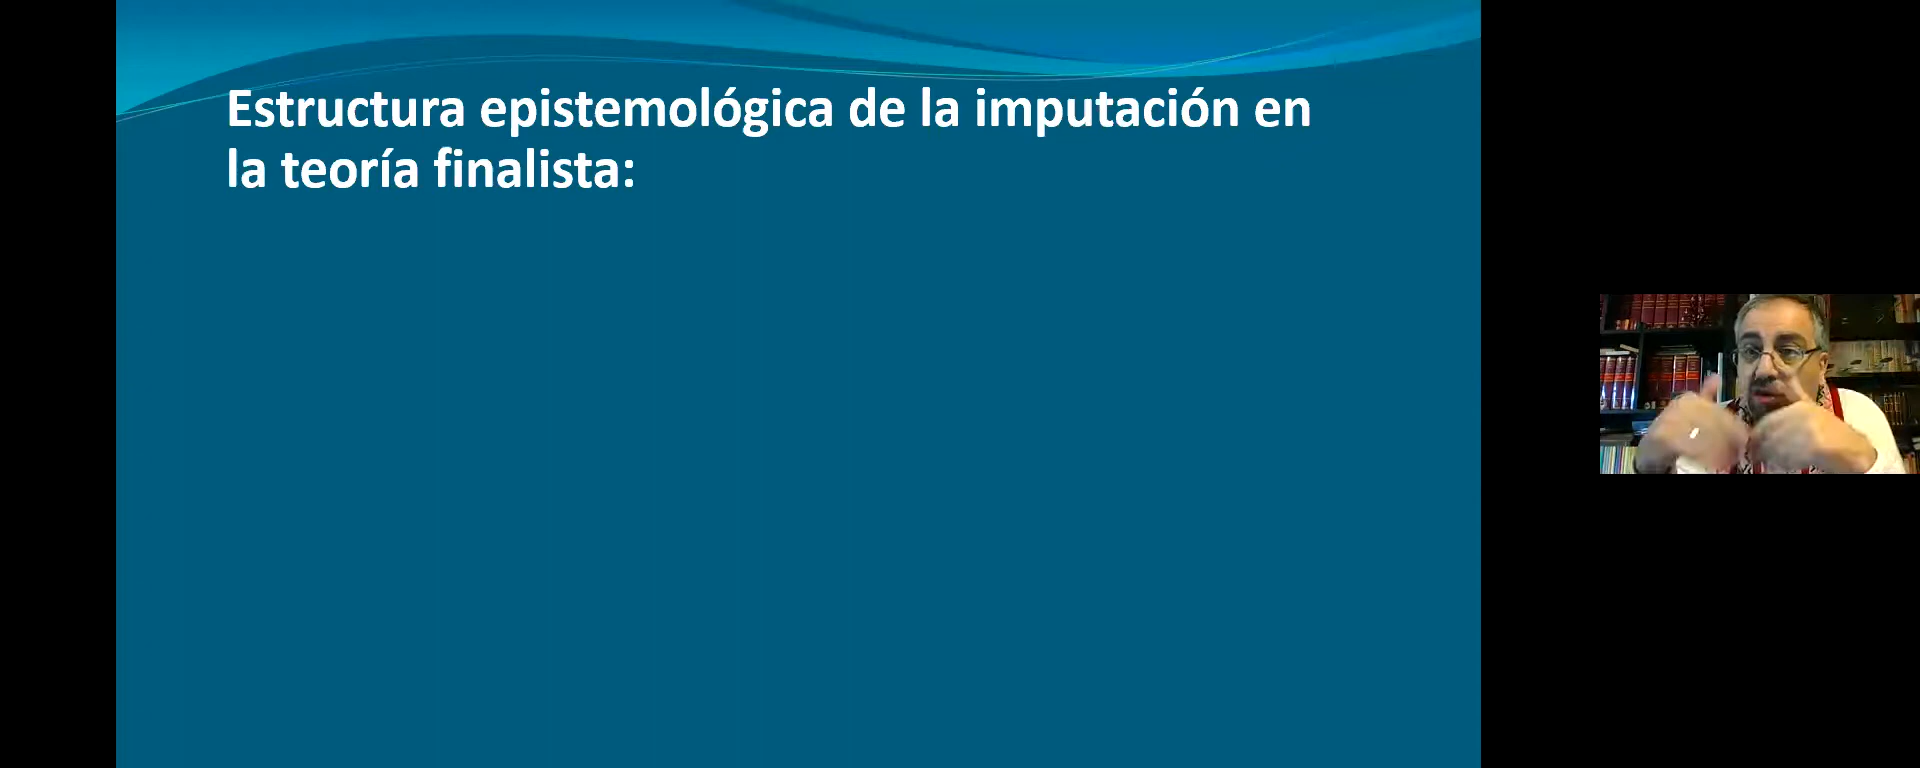 Estructura epistemológica de la imputación en
la teoría finalista: